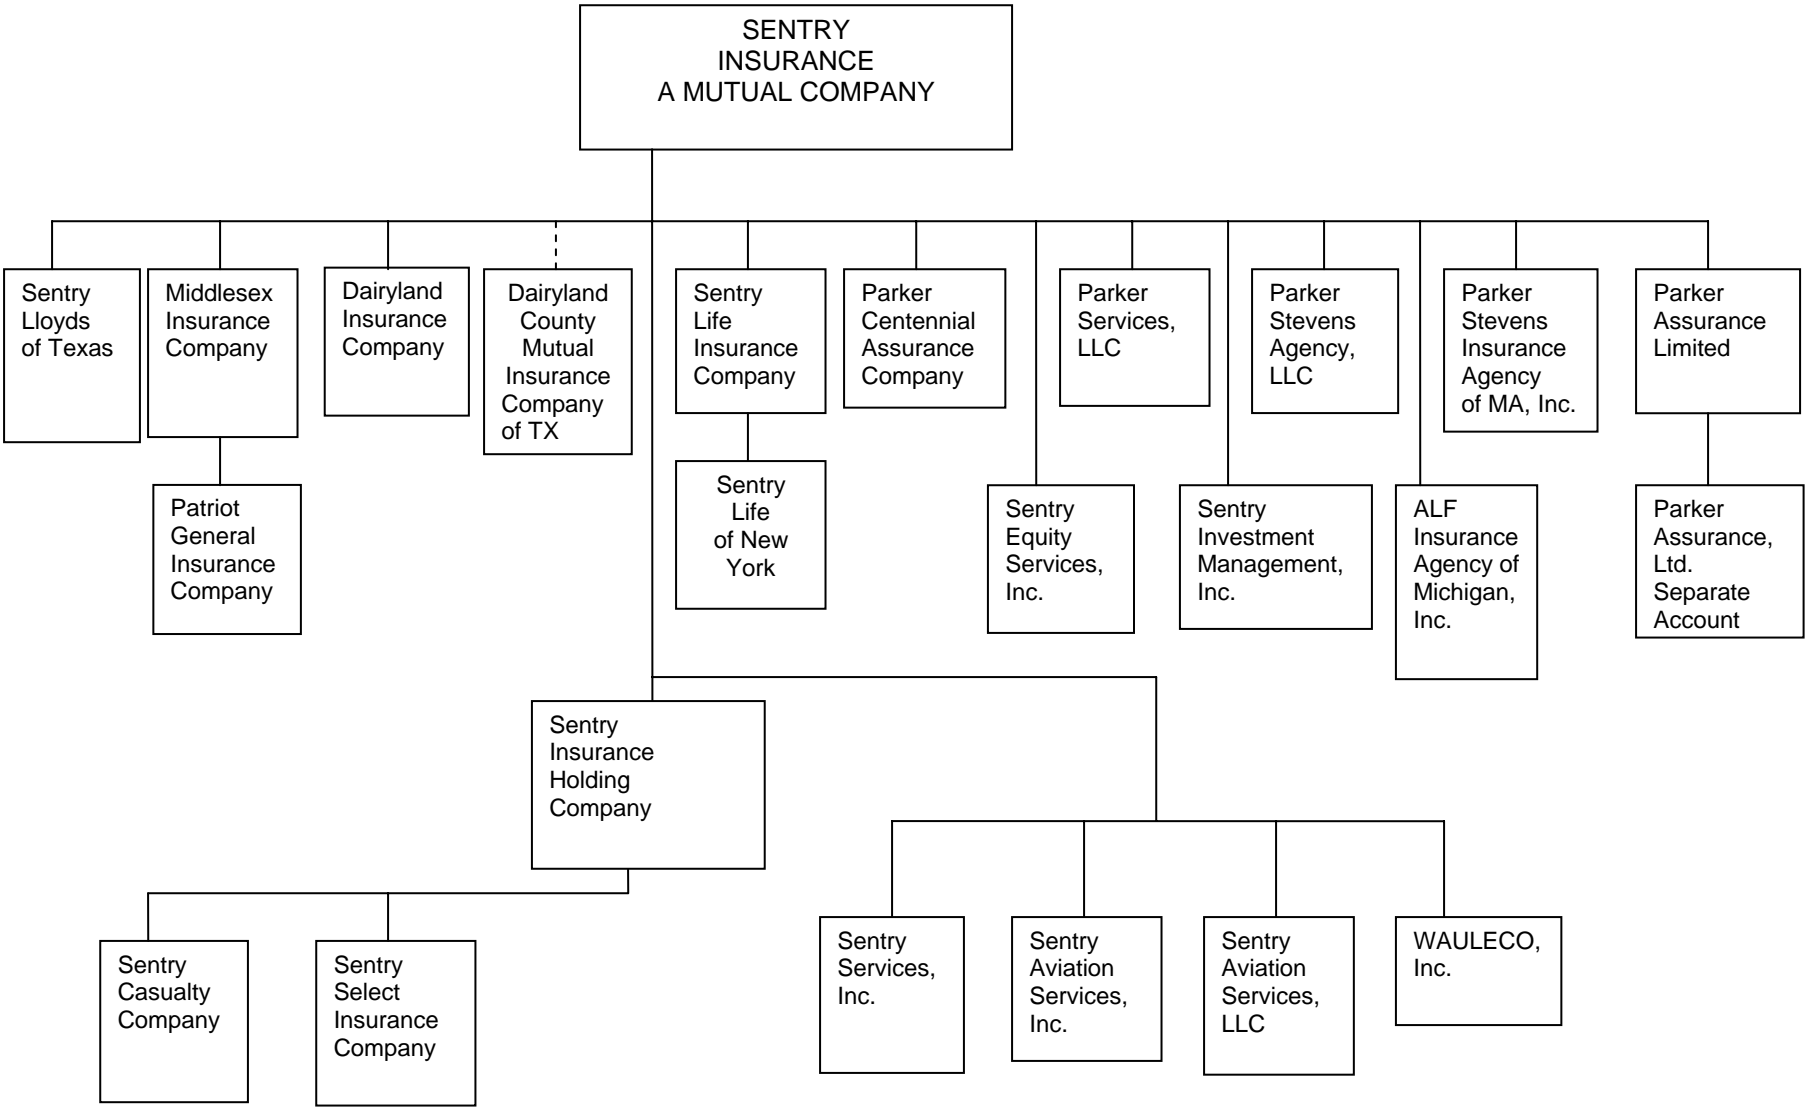 SENTRY
INSURANCE
A MUTUAL COMPANY
Sentry
Lloyds
of Texas
Middlesex
Insurance
Company
Dairyland
Insurance
Company
Dairyland
County
Mutual
Insurance
Company
of TX
Sentry
Life
Insurance
Company
Parker
Centennial
Assurance
Company
Parker
Services,
LLC
Parker
Stevens
Agency,
LLC
Parker
Stevens
Insurance
Agency
of MA, Inc.
Parker
Assurance
Limited
Patriot
General
Insurance
Company
Sentry
Life
of New
York
Sentry
Equity
Services,
Inc.
Sentry
Investment
Management,
Inc.
ALF
Insurance
Agency of
Michigan,
Inc.
Parker
Assurance,
Ltd.
Separate
Account
Sentry
Insurance
Holding
Company
Sentry
Casualty
Company
Sentry
Select
Insurance
Company
Sentry
Services,
Inc.
Sentry
Aviation
Services,
Inc.
Sentry
Aviation
Services,
LLC
WAULECO,
Inc.